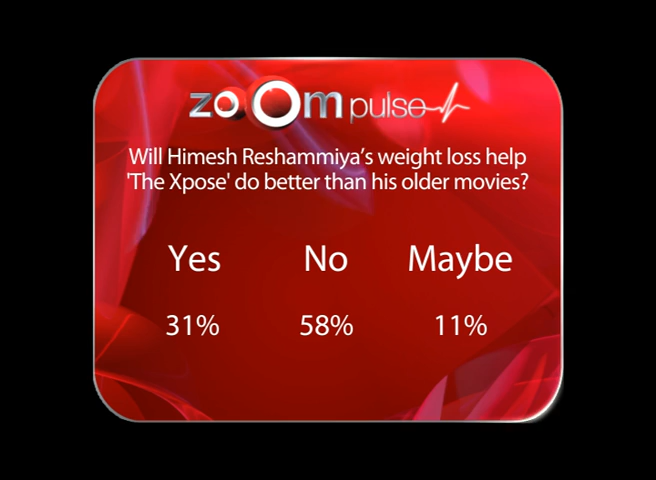 zoOm pulse
Will Himesh Reshammiya’s weight loss help
'The Xpose' do better than his older movies?
Yes No Maybe
31% 58% 11%